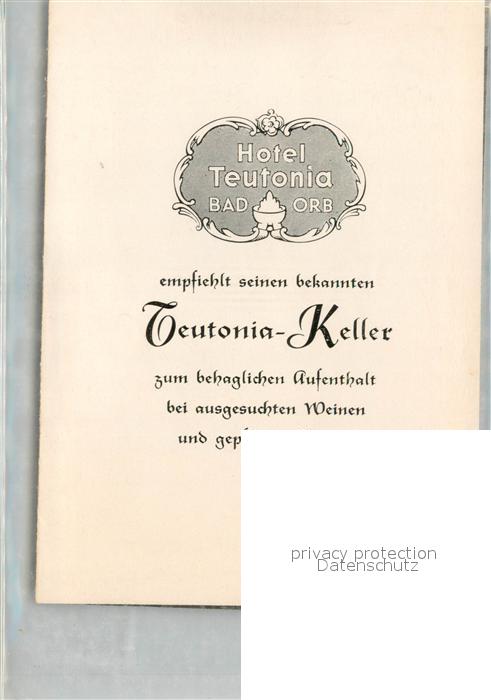 Hotel
Teutonia
BAD ORB
empfiehlt seinen bekannten
Teutonia-Keller
zum behaglichen Aufenthalt
bei ausgesuchten Weinen
und
privacy protection
Datenschutz